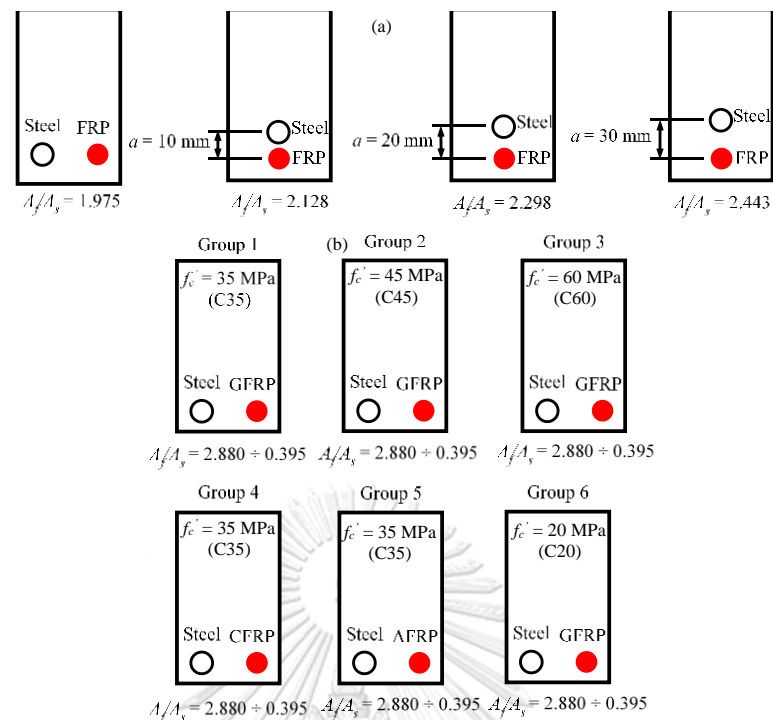 (a)
Steel FRP
a = 10 mm
Steel
FRP
a = 20 mm
Steel
FRP
a = 30 mm
Steel
FRP
A_f/A_s = 1.975
A_f/A_s = 2.128
A_f/A_s = 2.298
A_f/A_s = 2.443
(b)
Group 1
f_c' = 35 MPa
(C35)
Steel GFRP
A_f/A_s = 2.880 ÷ 0.395
Group 2
f_c' = 45 MPa
(C45)
Steel GFRP
A_f/A_s = 2.880 ÷ 0.395
Group 3
f_c' = 60 MPa
(C60)
Steel GFRP
A_f/A_s = 2.880 ÷ 0.395
Group 4
f_c' = 35 MPa
(C35)
Steel CFRP
A_f/A_s = 2.880 ÷ 0.395
Group 5
f_c' = 35 MPa
(C35)
Steel AFRP
A_f/A_s = 2.880 ÷ 0.395
Group 6
f_c' = 20 MPa
(C20)
Steel GFRP
A_f/A_s = 2.880 ÷ 0.395